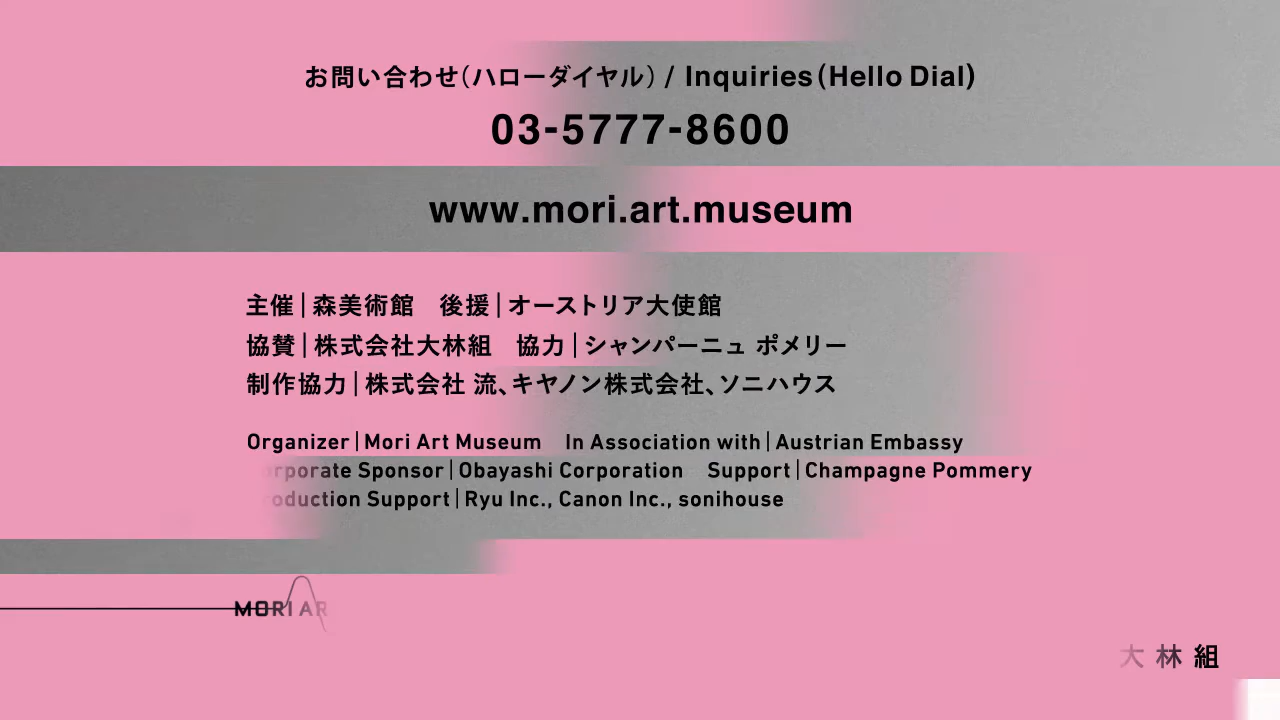 お問い合わせ(ハローダイヤル) / Inquiries (Hello Dial)
03-5777-8600
www.mori.art.museum
主催|森美術館　後援|オーストリア大使館
協賛|株式会社大林組　協力|シャンパーニュ ポメリー
制作協力|株式会社 流、キヤノン株式会社、ソニハウス
Organizer|Mori Art Museum　In Association with|Austrian Embassy
Corporate Sponsor|Obayashi Corporation　Support|Champagne Pommery
Production Support|Ryu Inc., Canon Inc., sonihouse
MORI AR
大林組